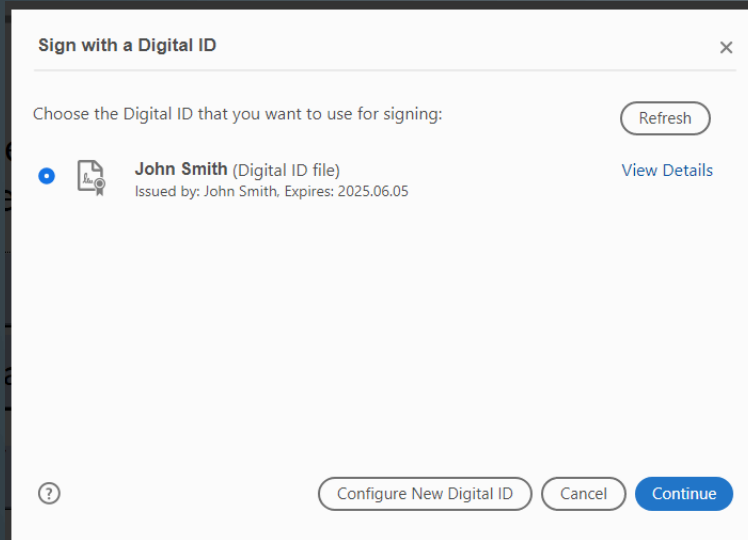 Sign with a Digital ID
Choose the Digital ID that you want to use for signing:
Refresh
John Smith (Digital ID file)
View Details
Issued by: John Smith, Expires: 2025.06.05
?
Configure New Digital ID
Cancel
Continue